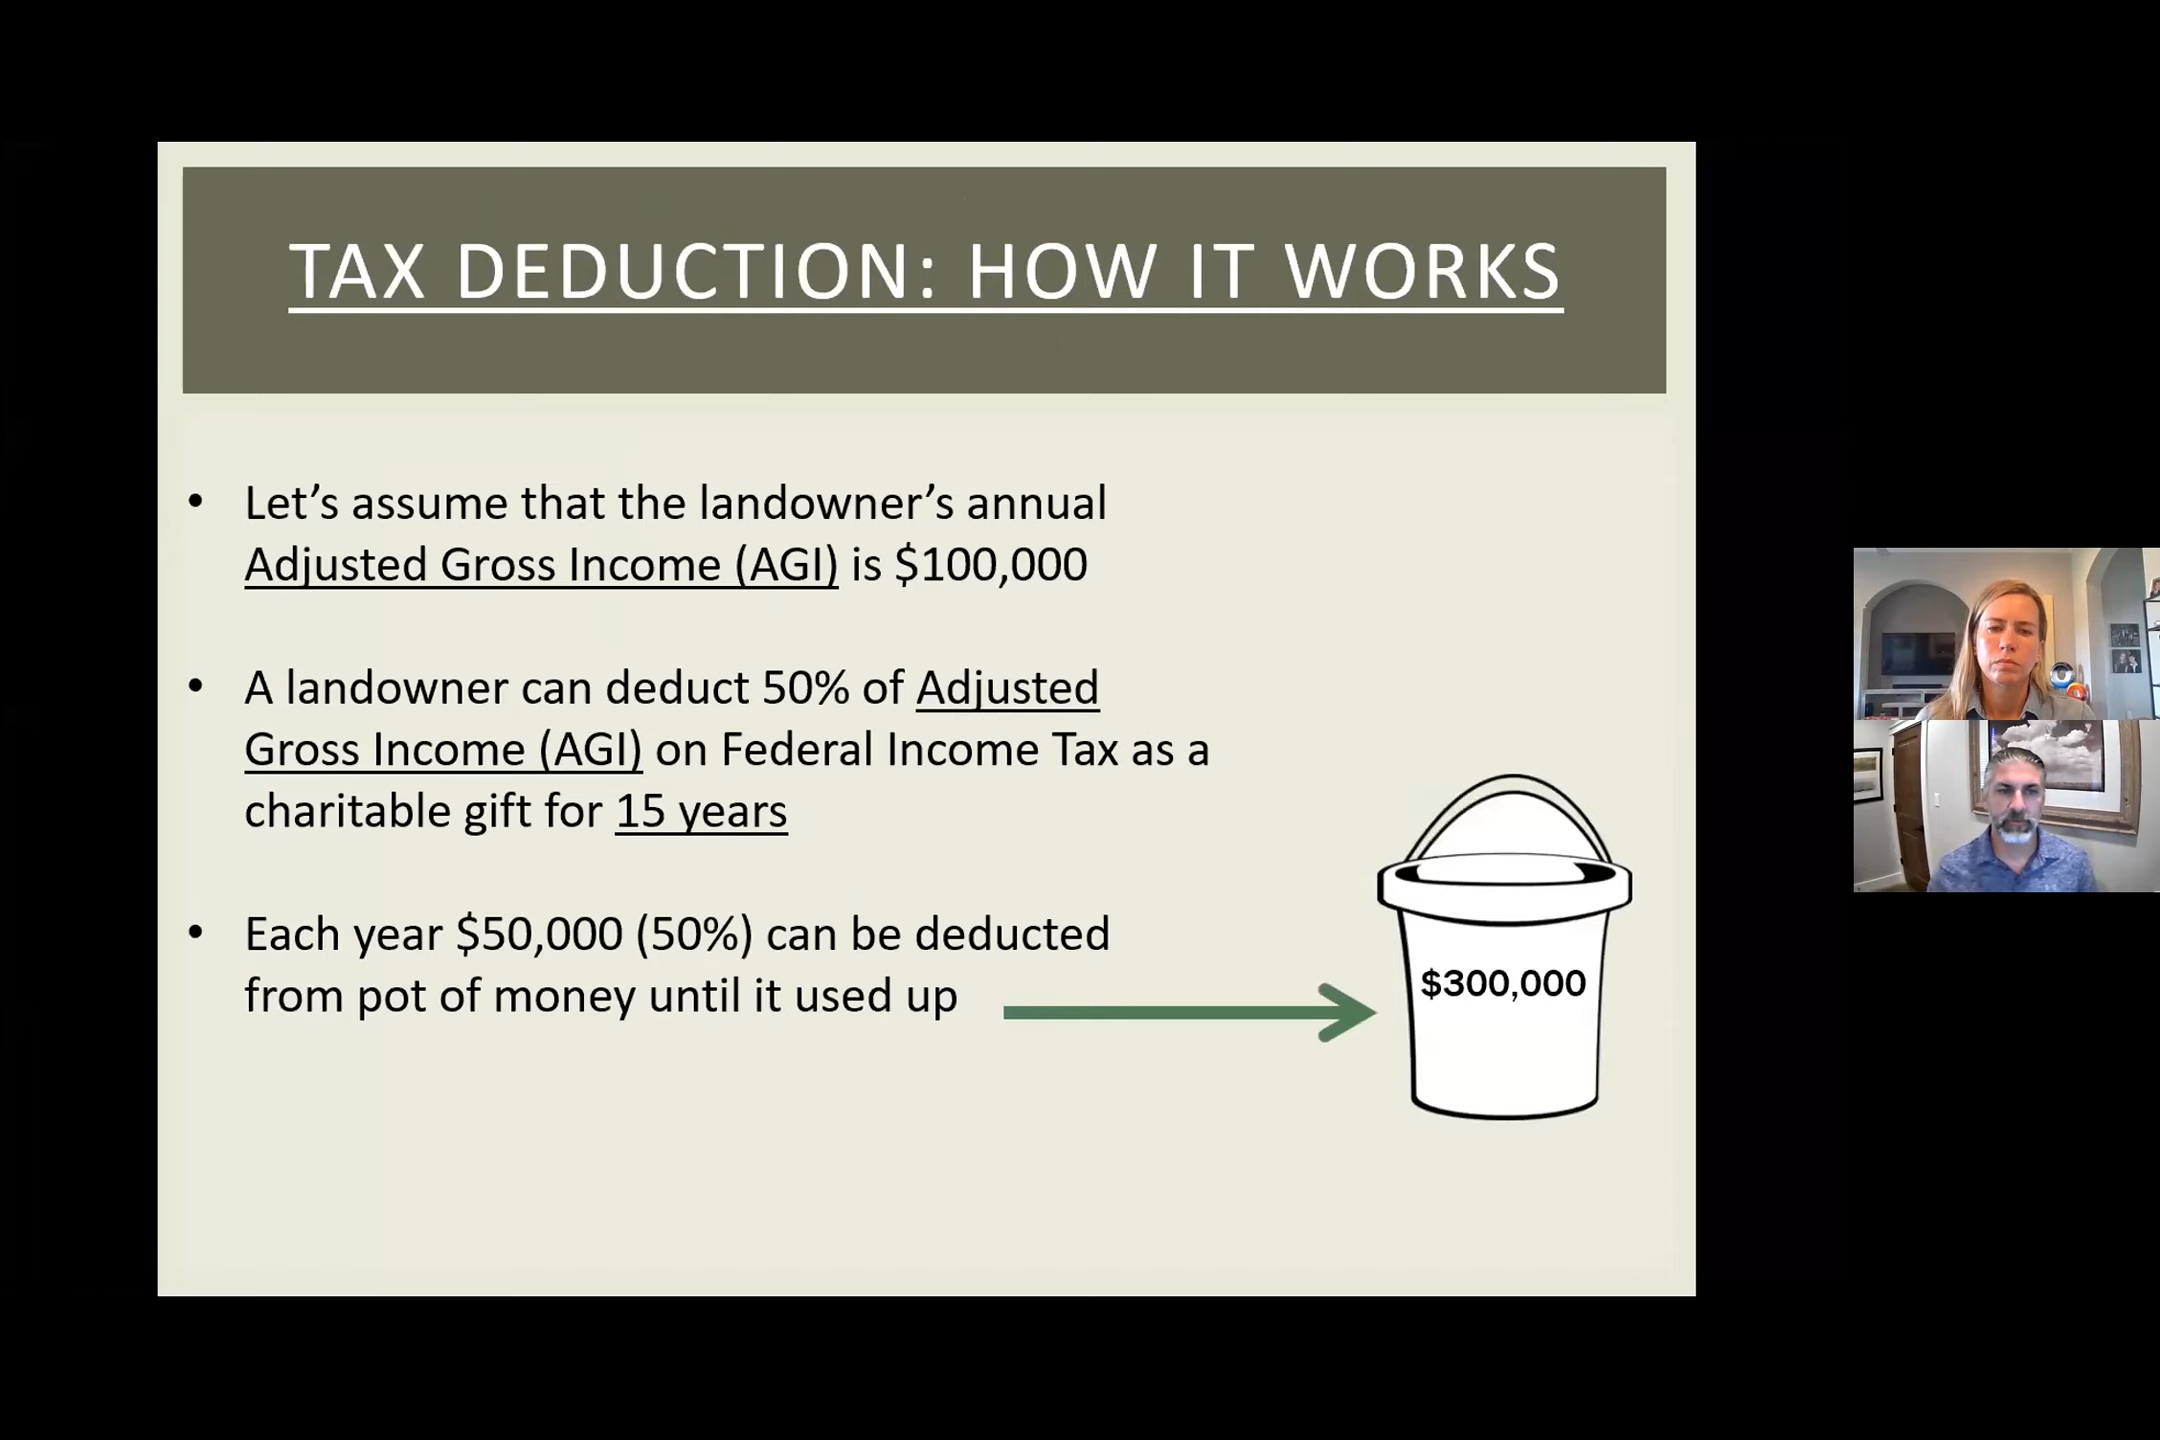 TAX DEDUCTION: HOW IT WORKS
• Let’s assume that the landowner’s annual
Adjusted Gross Income (AGI) is $100,000
• A landowner can deduct 50% of Adjusted
Gross Income (AGI) on Federal Income Tax as a
charitable gift for 15 years
• Each year $50,000 (50%) can be deducted
from pot of money until it used up
$300,000